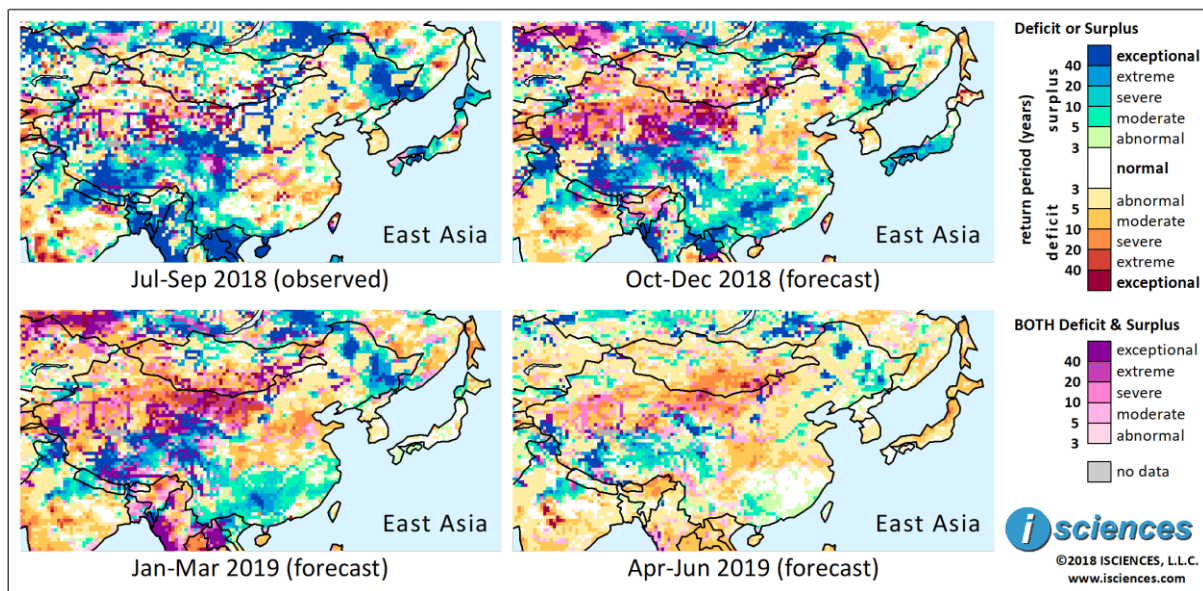 East Asia
Jul-Sep 2018 (observed)
East Asia
Oct-Dec 2018 (forecast)
East Asia
Jan-Mar 2019 (forecast)
East Asia
Apr-Jun 2019 (forecast)
Deficit or Surplus
return period (years)
surplus
deficit
40
20
10
5
3
3
5
10
20
40
exceptional
extreme
severe
moderate
abnormal
normal
abnormal
moderate
severe
extreme
exceptional
BOTH Deficit & Surplus
40
20
10
5
3
exceptional
extreme
severe
moderate
abnormal
no data
i sciences
©2018 ISCIENCES, L.L.C.
www.isciences.com